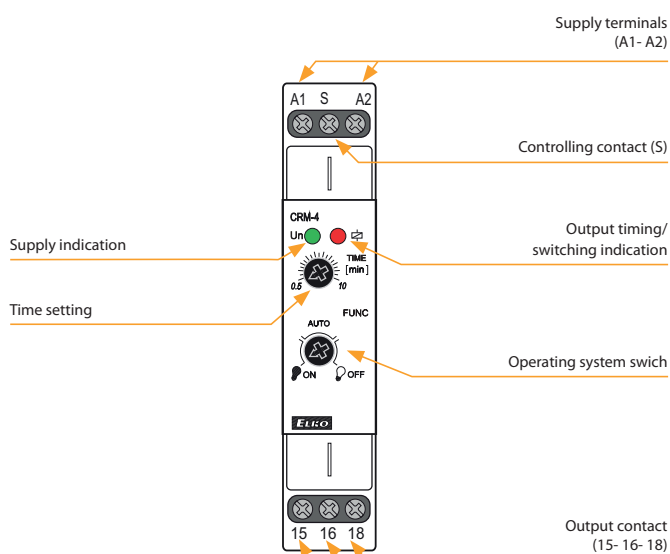 Supply terminals
(A1- A2)
A1 S A2
Controlling contact (S)
CRM-4
Un
Output timing/
switching indication
Supply indication
TIME
[min]
0.5 10
Time setting
FUNC
AUTO
Operating system swich
ON OFF
ELKO
15 16 18
Output contact
(15- 16- 18)